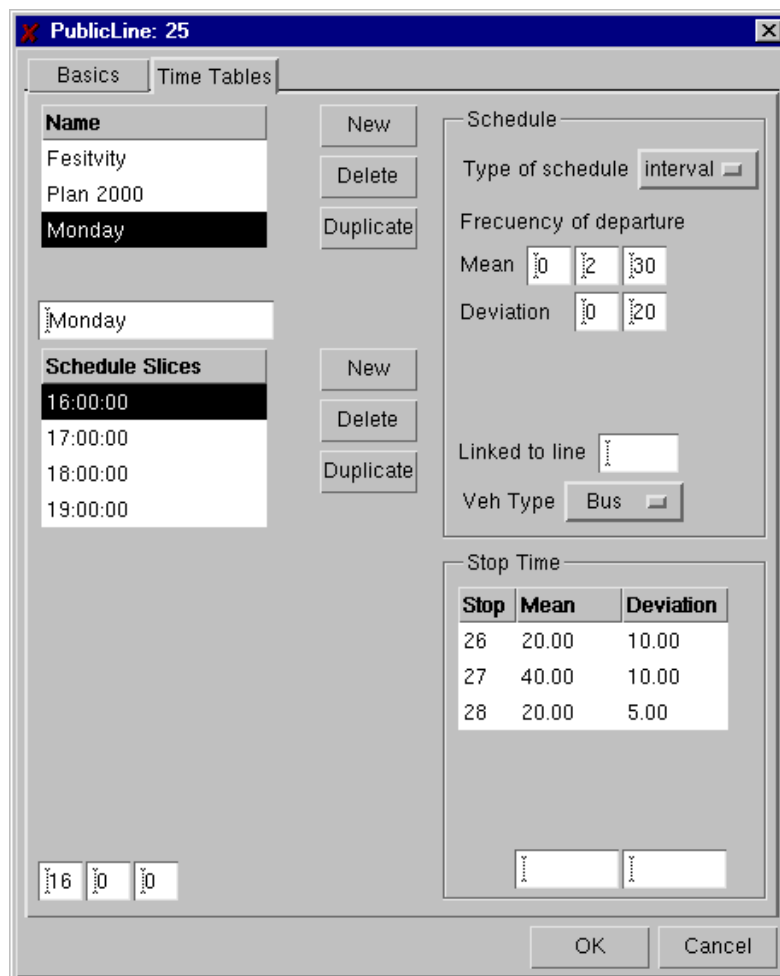 PublicLine: 25
Basics
Time Tables
Name
Fesitvity
Plan 2000
Monday
New
Delete
Duplicate
Monday
Schedule Slices
16:00:00
17:00:00
18:00:00
19:00:00
New
Delete
Duplicate
16 0 0
Schedule
Type of schedule interval
Frecuency of departure
Mean 0 2 30
Deviation 0 20
Linked to line
Veh Type Bus
Stop Time
Stop Mean Deviation
26 20.00 10.00
27 40.00 10.00
28 20.00 5.00
OK Cancel